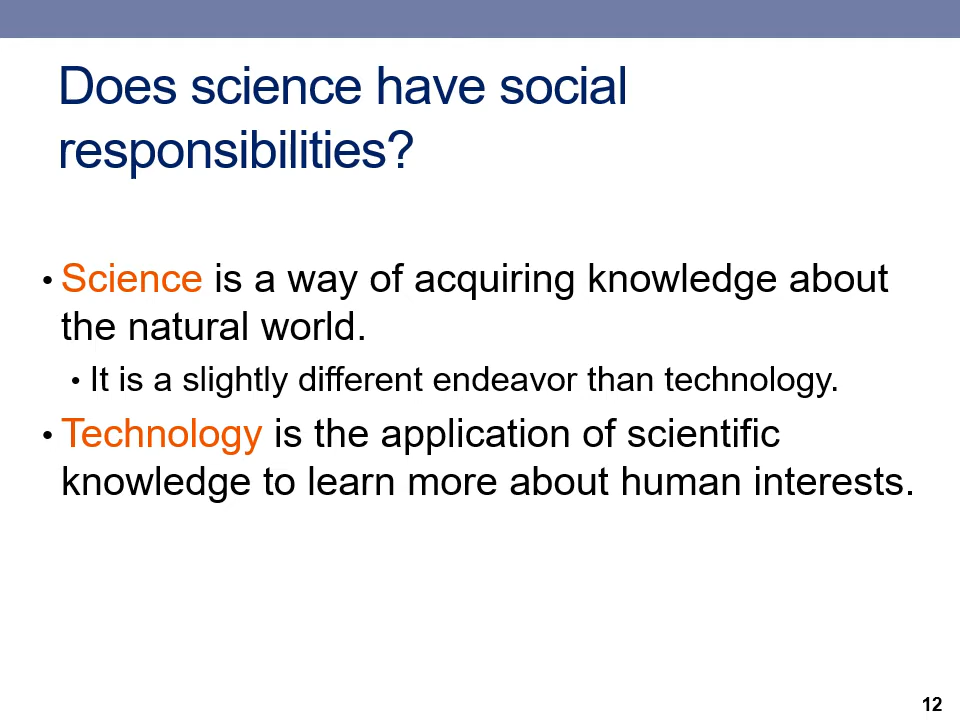 Does science have social
responsibilities?
• Science is a way of acquiring knowledge about
the natural world.
• It is a slightly different endeavor than technology.
• Technology is the application of scientific
knowledge to learn more about human interests.
12